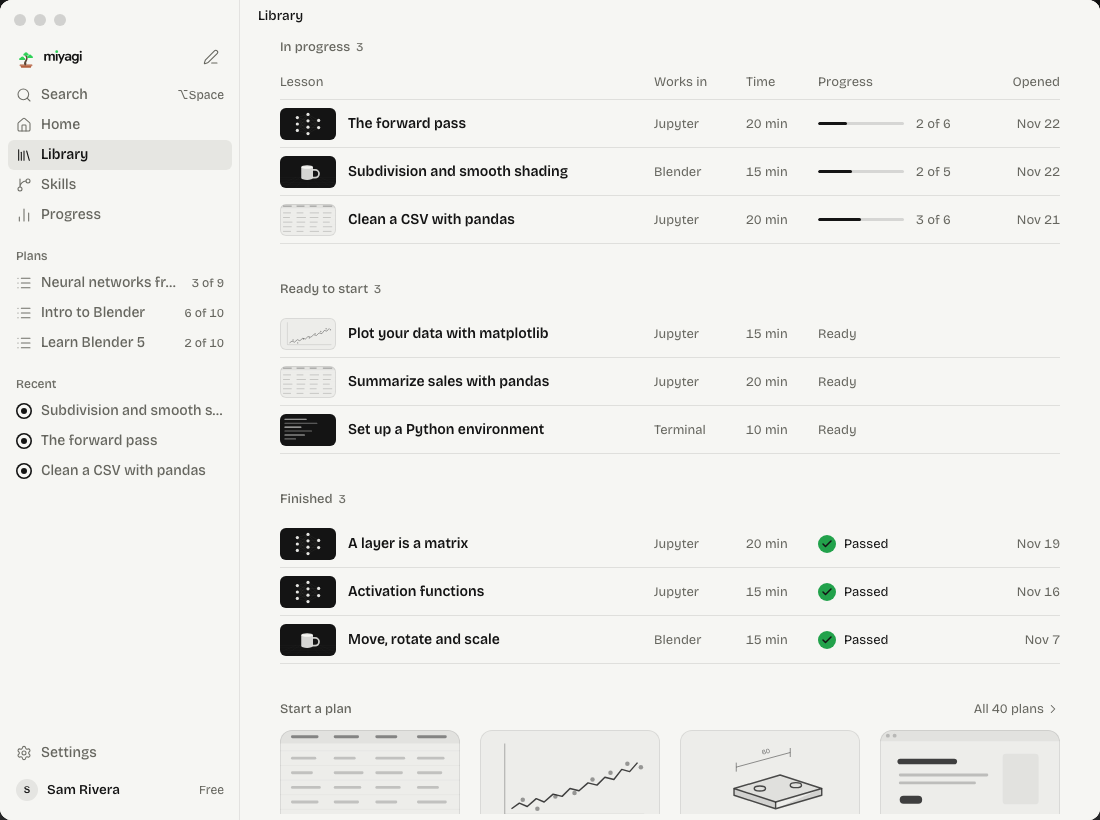 Library
miyagi
Search ⌥Space
Home
Library
Skills
Progress
Plans
Neural networks fr... 3 of 9
Intro to Blender 6 of 10
Learn Blender 5 2 of 10
Recent
Subdivision and smooth s...
The forward pass
Clean a CSV with pandas
Settings
S Sam Rivera Free
In progress 3
Lesson Works in Time Progress Opened
The forward pass Jupyter 20 min 2 of 6 Nov 22
Subdivision and smooth shading Blender 15 min 2 of 5 Nov 22
Clean a CSV with pandas Jupyter 20 min 3 of 6 Nov 21
Ready to start 3
Plot your data with matplotlib Jupyter 15 min Ready
Summarize sales with pandas Jupyter 20 min Ready
Set up a Python environment Terminal 10 min Ready
Finished 3
A layer is a matrix Jupyter 20 min Passed Nov 19
Activation functions Jupyter 15 min Passed Nov 16
Move, rotate and scale Blender 15 min Passed Nov 7
Start a plan All 40 plans
60